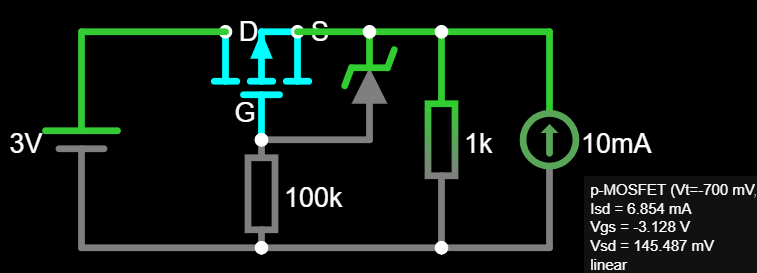 D S
G
3V
1k
10mA
100k
p-MOSFET (Vt=-700 mV,
Isd = 6.854 mA
Vgs = -3.128 V
Vsd = 145.487 mV
linear